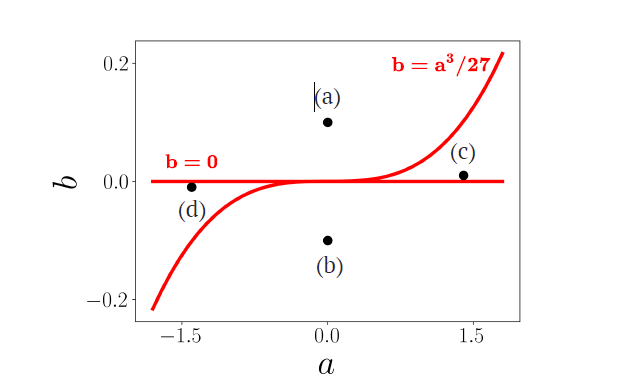 b = a³/27
0.2
(a)
b = 0
(c)
b
0.0
(d)
(b)
−0.2
−1.5
0.0
1.5
a